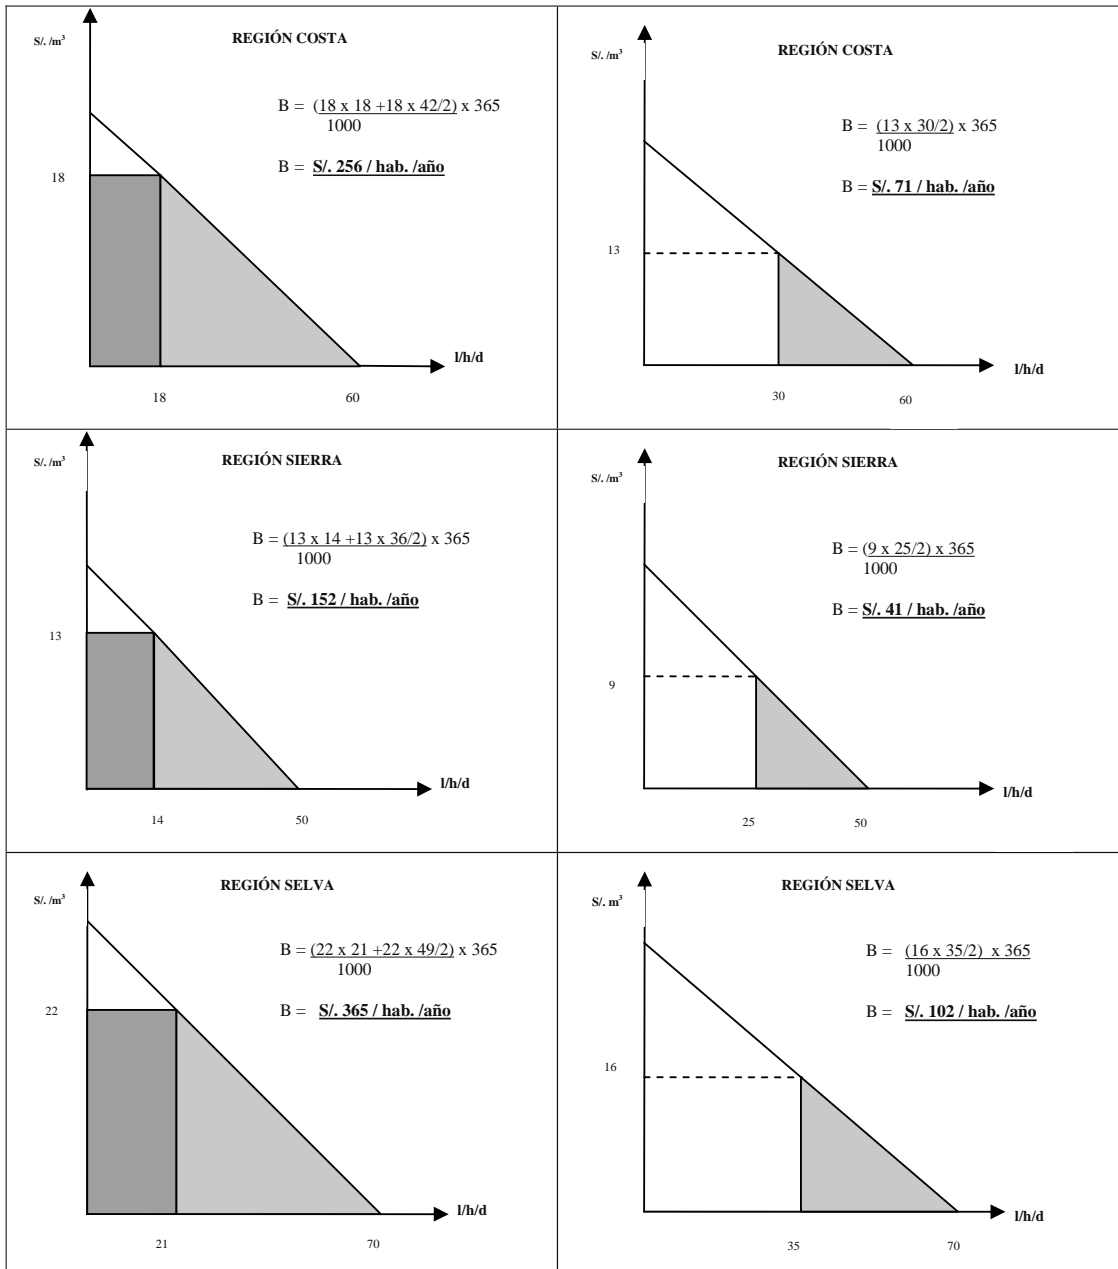 S/. /m³
REGIÓN COSTA
B = (18 x 18 +18 x 42/2) x 365
1000
B = S/. 256 / hab. /año
18
l/h/d
18
60
S/. /m³
REGIÓN COSTA
B = (13 x 30/2) x 365
1000
B = S/. 71 / hab. /año
13
l/h/d
30
60
S/. /m³
REGIÓN SIERRA
B = (13 x 14 +13 x 36/2) x 365
1000
B = S/. 152 / hab. /año
13
l/h/d
14
50
S/. /m³
REGIÓN SIERRA
B = (9 x 25/2) x 365
1000
B = S/. 41 / hab. /año
9
l/h/d
25
50
S/. /m³
REGIÓN SELVA
B = (22 x 21 +22 x 49/2) x 365
1000
B = S/. 365 / hab. /año
22
l/h/d
21
70
S/. m³
REGIÓN SELVA
B = (16 x 35/2) x 365
1000
B = S/. 102 / hab. /año
16
l/h/d
35
70